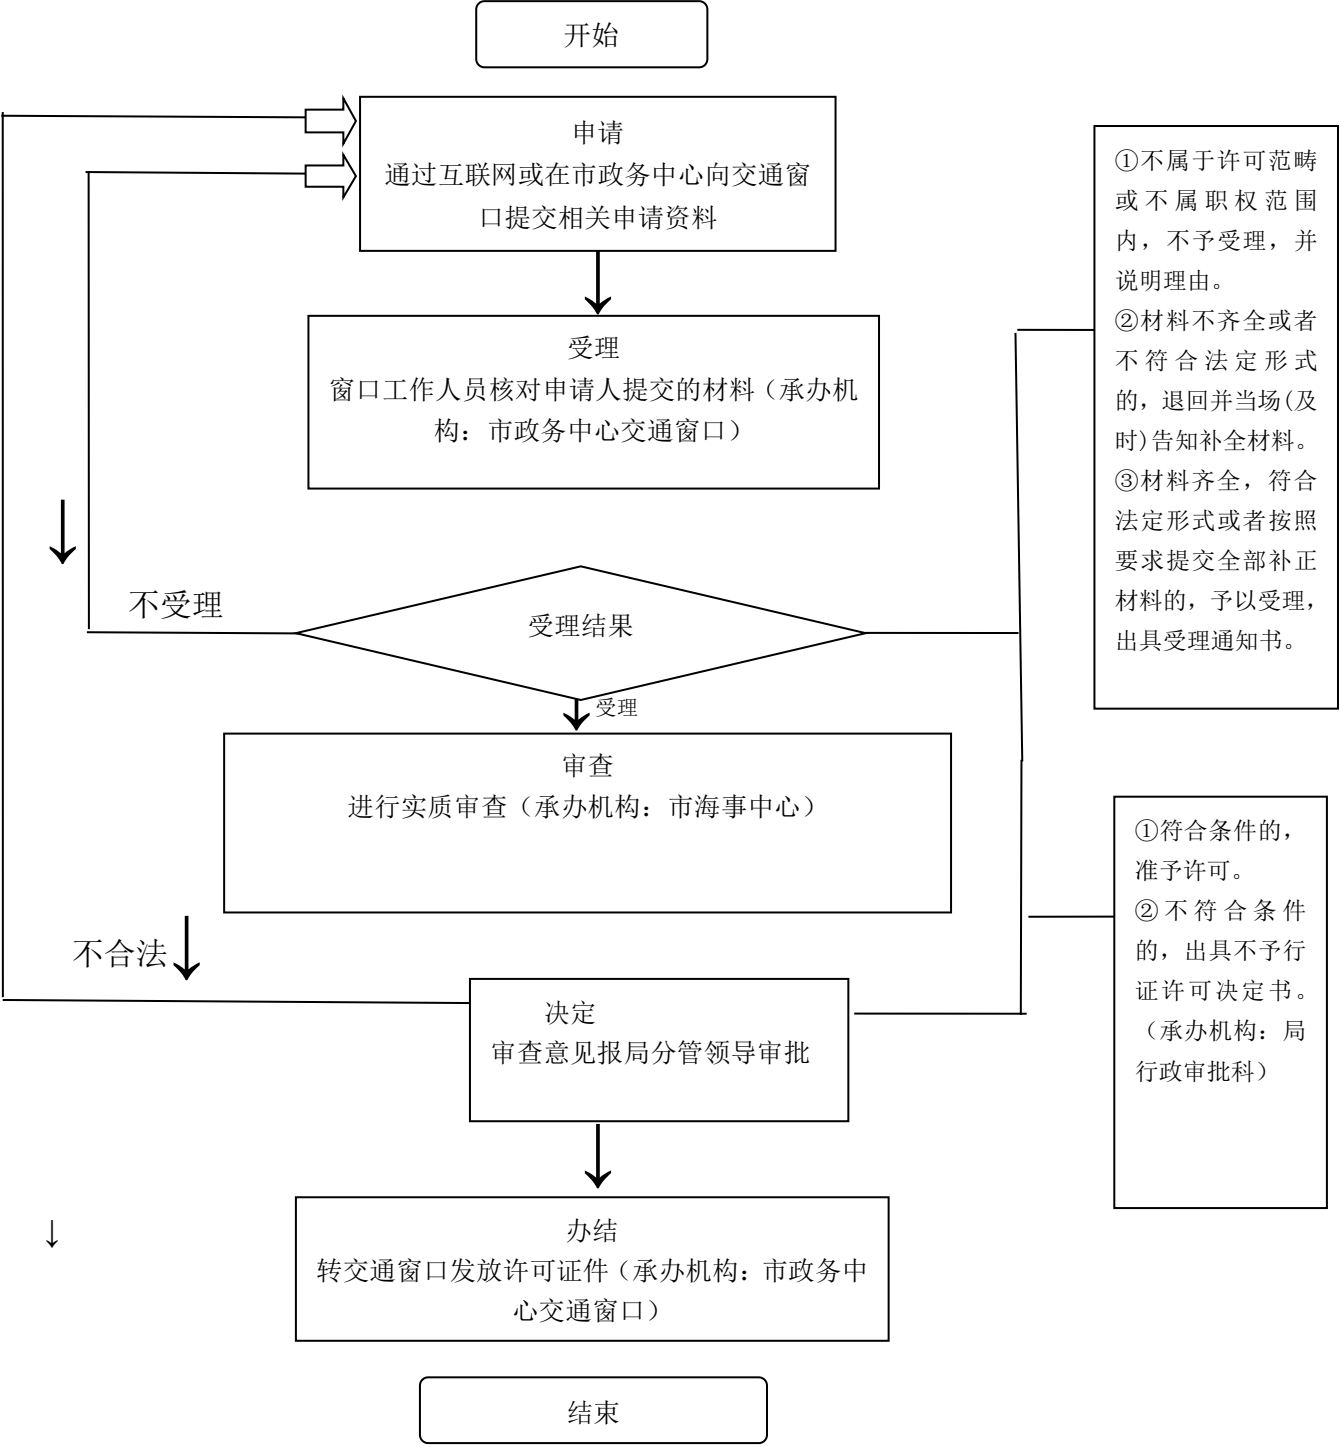 开始
申请
通过互联网或在市政务中心向交通窗
口提交相关申请资料
受理
窗口工作人员核对申请人提交的材料（承办机
构：市政务中心交通窗口）
不受理
受理结果
受理
审查
进行实质审查（承办机构：市海事中心）
不合法
决定
审查意见报局分管领导审批
办结
转交通窗口发放许可证件（承办机构：市政务中
心交通窗口）
结束
①不属于许可范畴
或不属职权范围
内，不予受理，并
说明理由。
②材料不齐全或者
不符合法定形式
的，退回并当场(及
时)告知补全材料。
③材料齐全，符合
法定形式或者按照
要求提交全部补正
材料的，予以受理，
出具受理通知书。
①符合条件的，
准予许可。
②不符合条件
的，出具不予行
证许可决定书。
（承办机构：局
行政审批科）